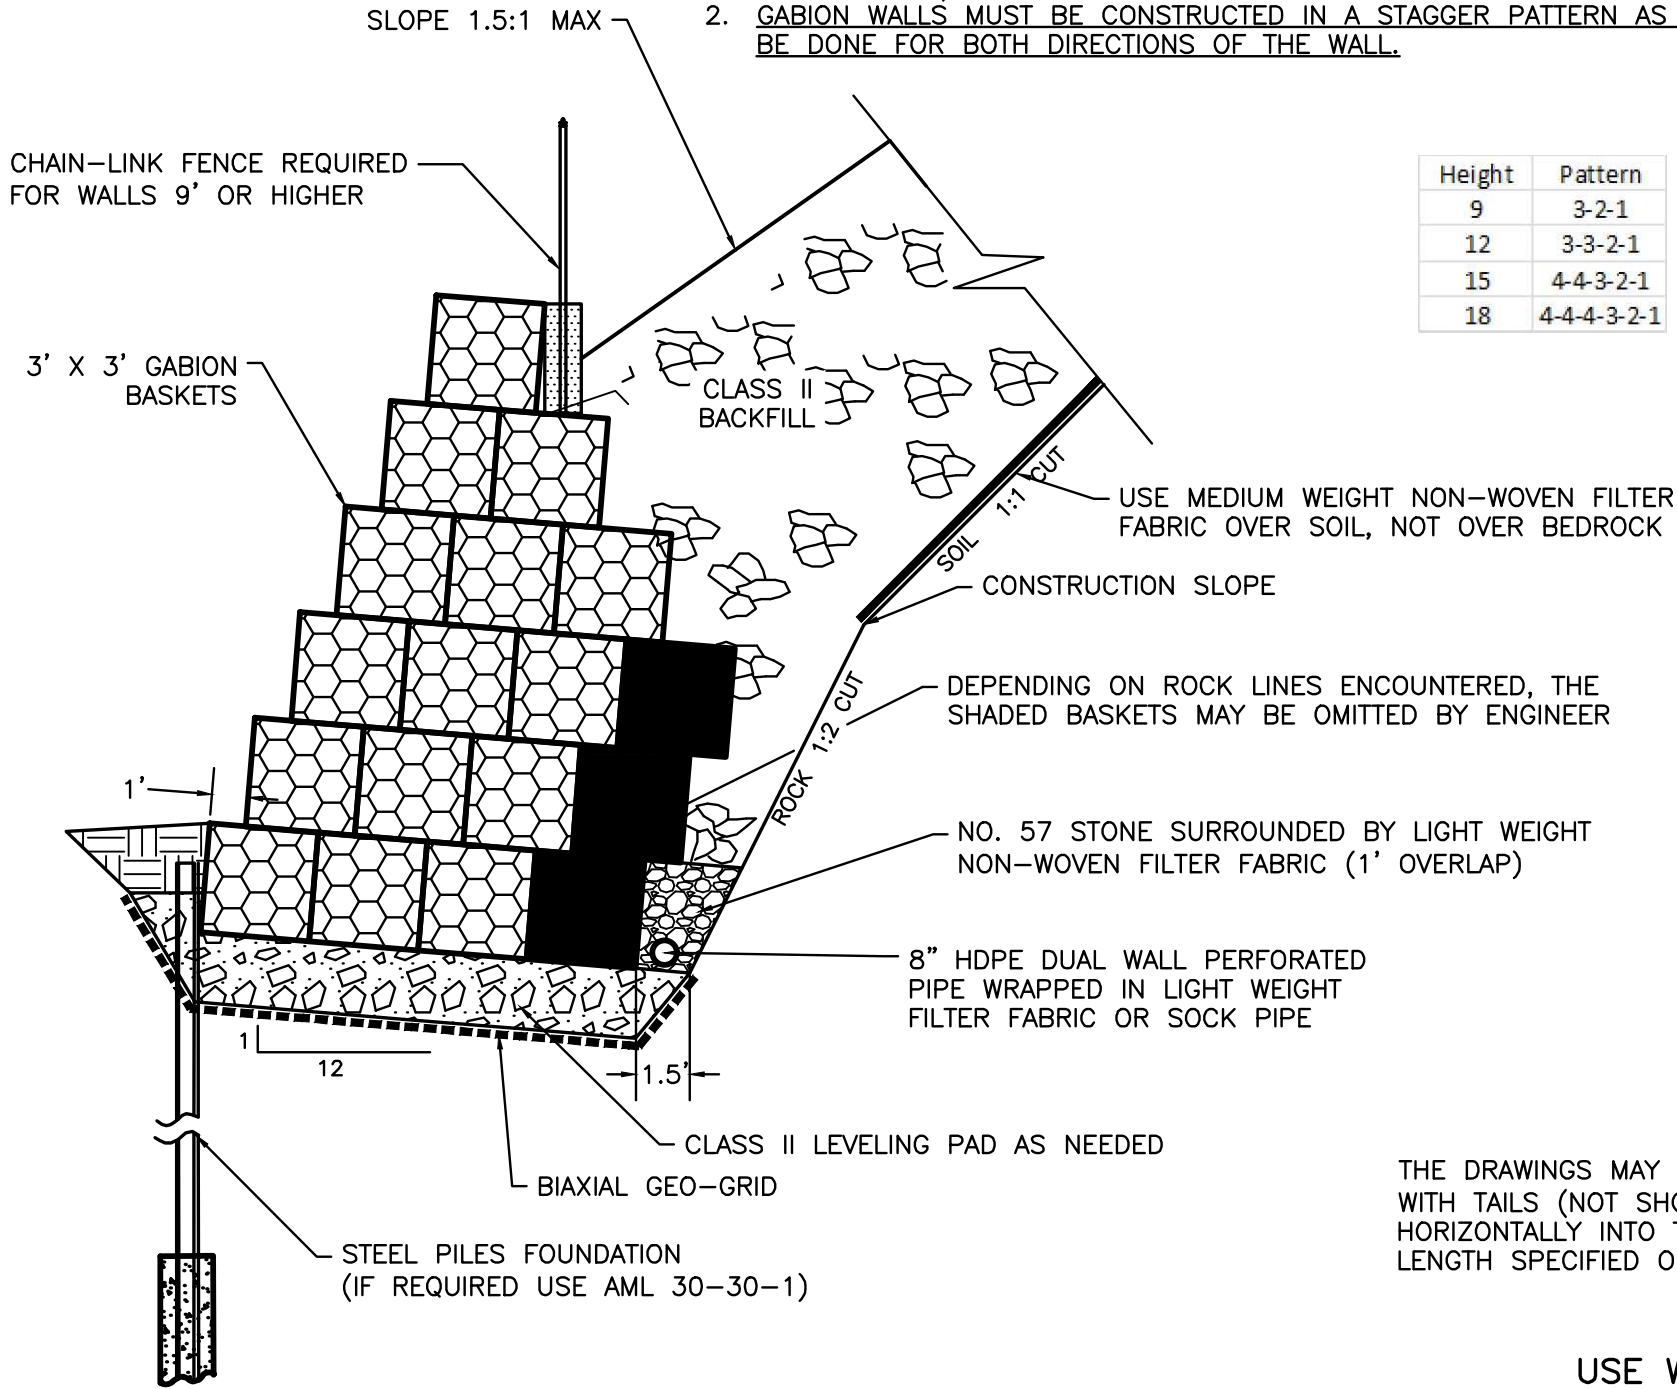 SLOPE 1.5:1 MAX
2. GABION WALLS MUST BE CONSTRUCTED IN A STAGGER PATTERN AS
BE DONE FOR BOTH DIRECTIONS OF THE WALL.
CHAIN-LINK FENCE REQUIRED
FOR WALLS 9' OR HIGHER
Height Pattern
9 3-2-1
12 3-3-2-1
15 4-4-3-2-1
18 4-4-4-3-2-1
3' X 3' GABION
BASKETS
CLASS II
BACKFILL
SOIL 1:1 CUT
USE MEDIUM WEIGHT NON-WOVEN FILTER
FABRIC OVER SOIL, NOT OVER BEDROCK
CONSTRUCTION SLOPE
ROCK 1:2 CUT
DEPENDING ON ROCK LINES ENCOUNTERED, THE
SHADED BASKETS MAY BE OMITTED BY ENGINEER
1'
NO. 57 STONE SURROUNDED BY LIGHT WEIGHT
NON-WOVEN FILTER FABRIC (1' OVERLAP)
8" HDPE DUAL WALL PERFORATED
PIPE WRAPPED IN LIGHT WEIGHT
FILTER FABRIC OR SOCK PIPE
1
12
1.5'
CLASS II LEVELING PAD AS NEEDED
BIAXIAL GEO-GRID
STEEL PILES FOUNDATION
(IF REQUIRED USE AML 30-30-1)
THE DRAWINGS MAY
WITH TAILS (NOT
HORIZONTALLY INTO
LENGTH SPECIFIED
USE